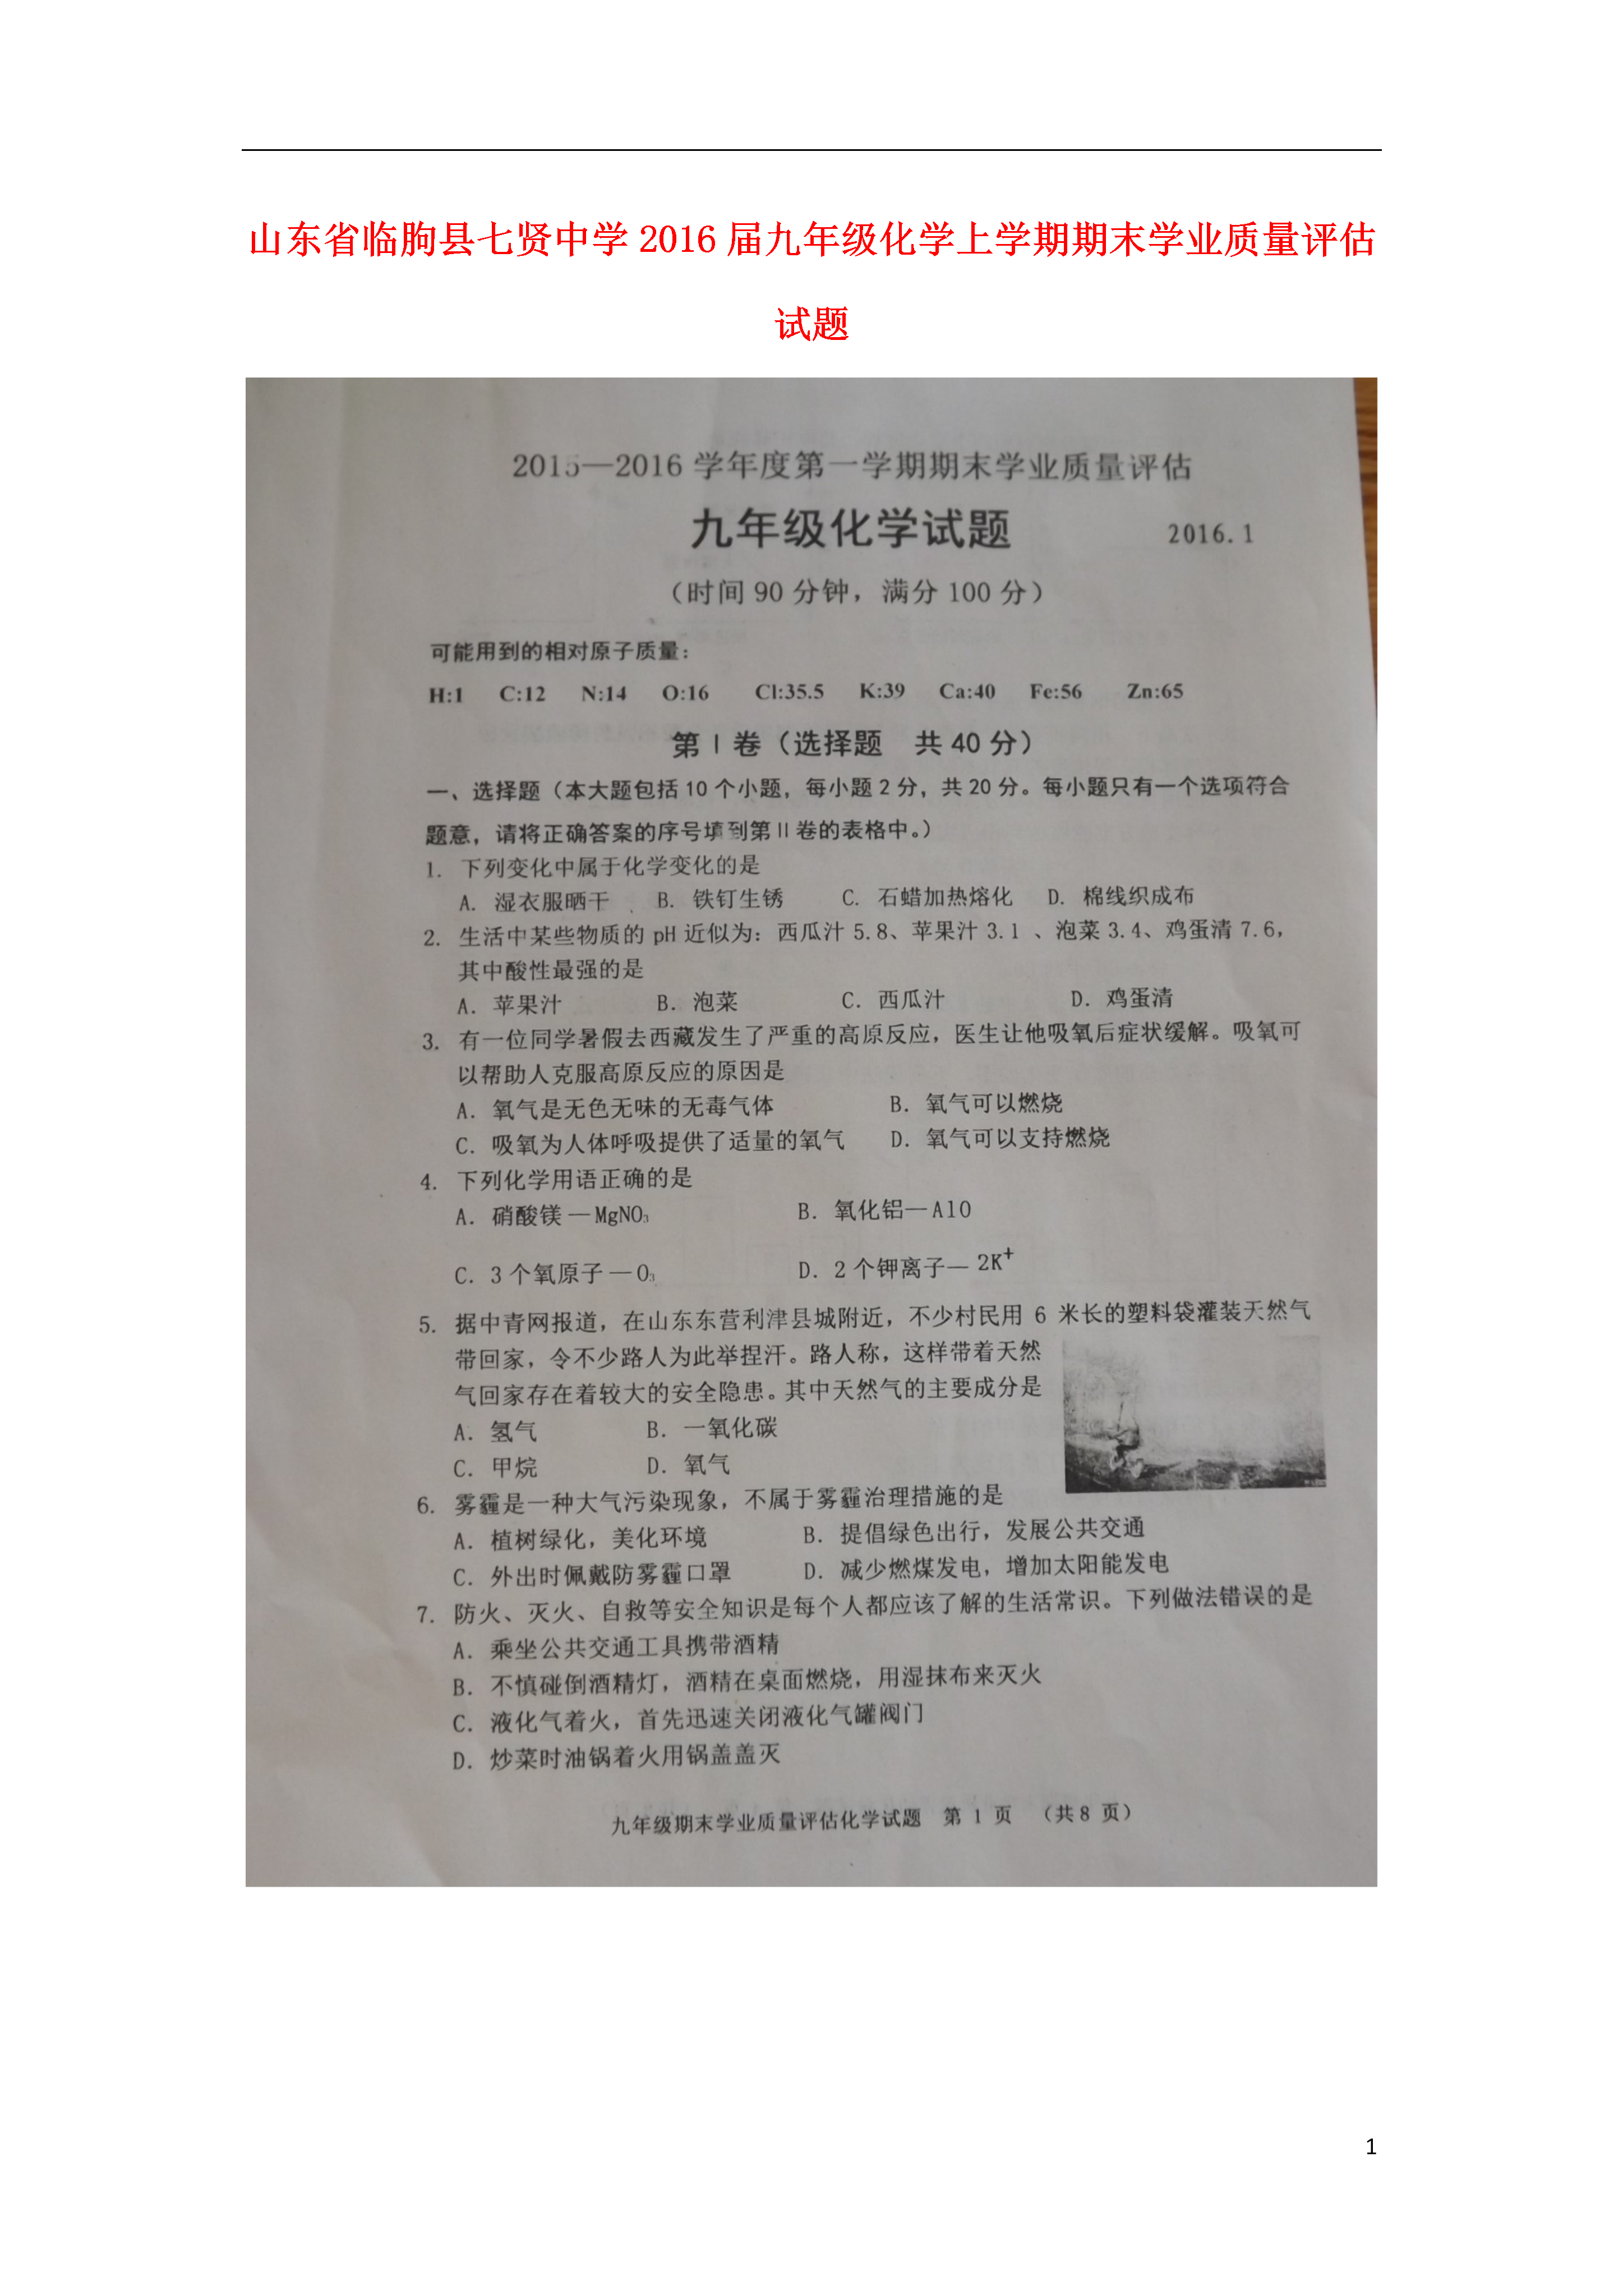 山东省临朐县七贤中学 2016 届九年级化学上学期期末学业质量评估
试题
2015—2016 学年度第一学期期末学业质量评估
九年级化学试题 2016.1
（时间 90 分钟，满分 100 分）
可能用到的相对原子质量：
H:1 C:12 N:14 O:16 Cl:35.5 K:39 Ca:40 Fe:56 Zn:65
第 I 卷（选择题 共 40 分）
一、选择题（本大题包括 10 个小题，每小题 2 分，共 20 分。每小题只有一个选项符合
题意，请将正确答案的序号填到第 II 卷的表格中。）
1. 下列变化中属于化学变化的是
A. 湿衣服晒干 B. 铁钉生锈 C. 石蜡加热熔化 D. 棉线织成布
2. 生活中某些物质的 pH 近似为：西瓜汁 5.8、苹果汁 3.1 、泡菜 3.4、鸡蛋清 7.6，
其中酸性最强的是
A. 苹果汁 B. 泡菜 C. 西瓜汁 D. 鸡蛋清
3. 有一位同学暑假去西藏发生了严重的高原反应，医生让他吸氧后症状缓解。吸氧可
以帮助人克服高原反应的原因是
A. 氧气是无色无味的无毒气体 B. 氧气可以燃烧
C. 吸氧为人体呼吸提供了适量的氧气 D. 氧气可以支持燃烧
4. 下列化学用语正确的是
A. 硝酸镁 — MgNO₃ B. 氧化铝— AlO
C. 3 个氧原子 — O₃ D. 2 个钾离子— 2K⁺
5. 据中青网报道，在山东东营利津县城附近，不少村民用 6 米长的塑料袋灌装天然气
带回家，令不少路人为此举捏汗。路人称，这样带着天然
气回家存在着较大的安全隐患。其中天然气的主要成分是
A. 氢气 B. 一氧化碳
C. 甲烷 D. 氧气
6. 雾霾是一种大气污染现象，不属于雾霾治理措施的是
A. 植树绿化，美化环境 B. 提倡绿色出行，发展公共交通
C. 外出时佩戴防雾霾口罩 D. 减少燃煤发电，增加太阳能发电
7. 防火、灭火、自救等安全知识是每个人都应该了解的生活常识。下列做法错误的是
A. 乘坐公共交通工具携带酒精
B. 不慎碰倒酒精灯，酒精在桌面燃烧，用湿抹布来灭火
C. 液化气着火，首先迅速关闭液化气罐阀门
D. 炒菜时油锅着火用锅盖盖灭
九年级期末学业质量评估化学试题 第 1 页 （共 8 页）
1